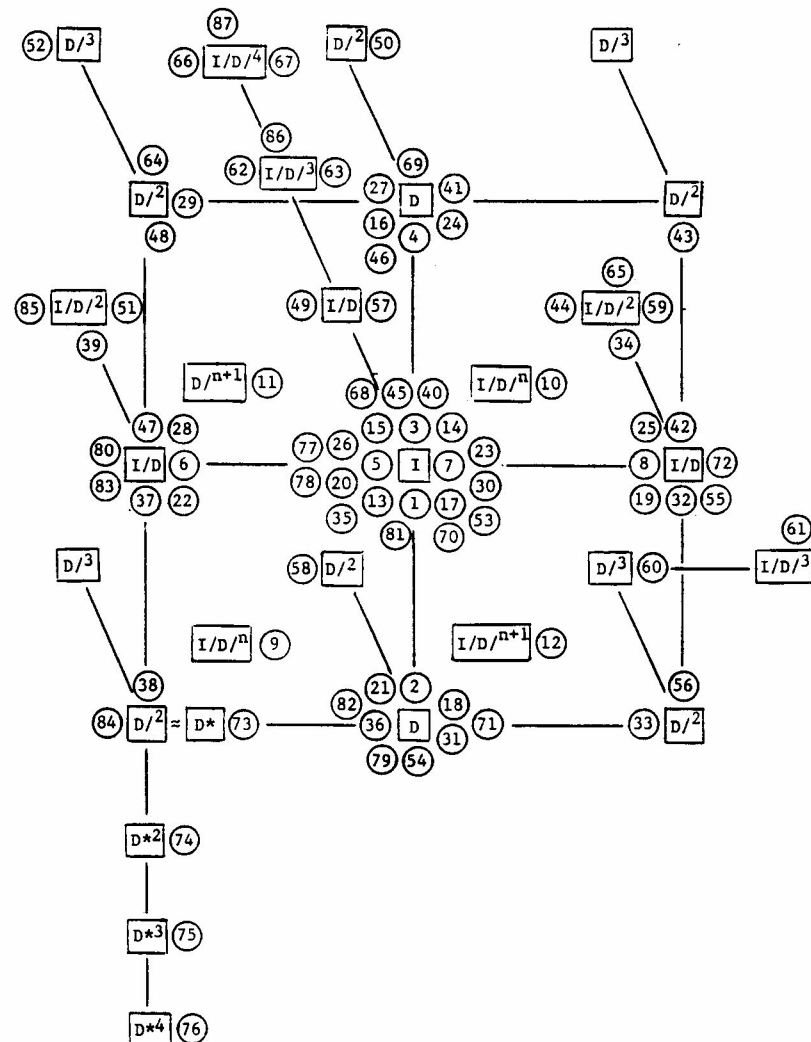 87
52 D/³ 66 I/D/⁴ 67 D/² 50 D/³
86
64 62 I/D/³ 63 69
27 41
D/² 29 D D/²
16 24
48 4 43
46
65
85 I/D/² 51 49 I/D 57 44 I/D/² 59
39 34
D/ⁿ⁺¹ 11 I/D/ⁿ 10
68 45 40
47 28 15 3 14 25 42
80 77 26 23
I/D 6 5 I 7 8 I/D 72
83 78 20 30
37 22 13 1 17 19 32 55
35 53
81 70
61
D/³ 58 D/² D/³ 60 I/D/³
I/D/ⁿ 9 I/D/ⁿ⁺¹ 12
38 21 2 56
82 18
84 D/² ≈ D* 73 36 D 71 33 D/²
31
79 54
D*² 74
D*³ 75
D*⁴ 76